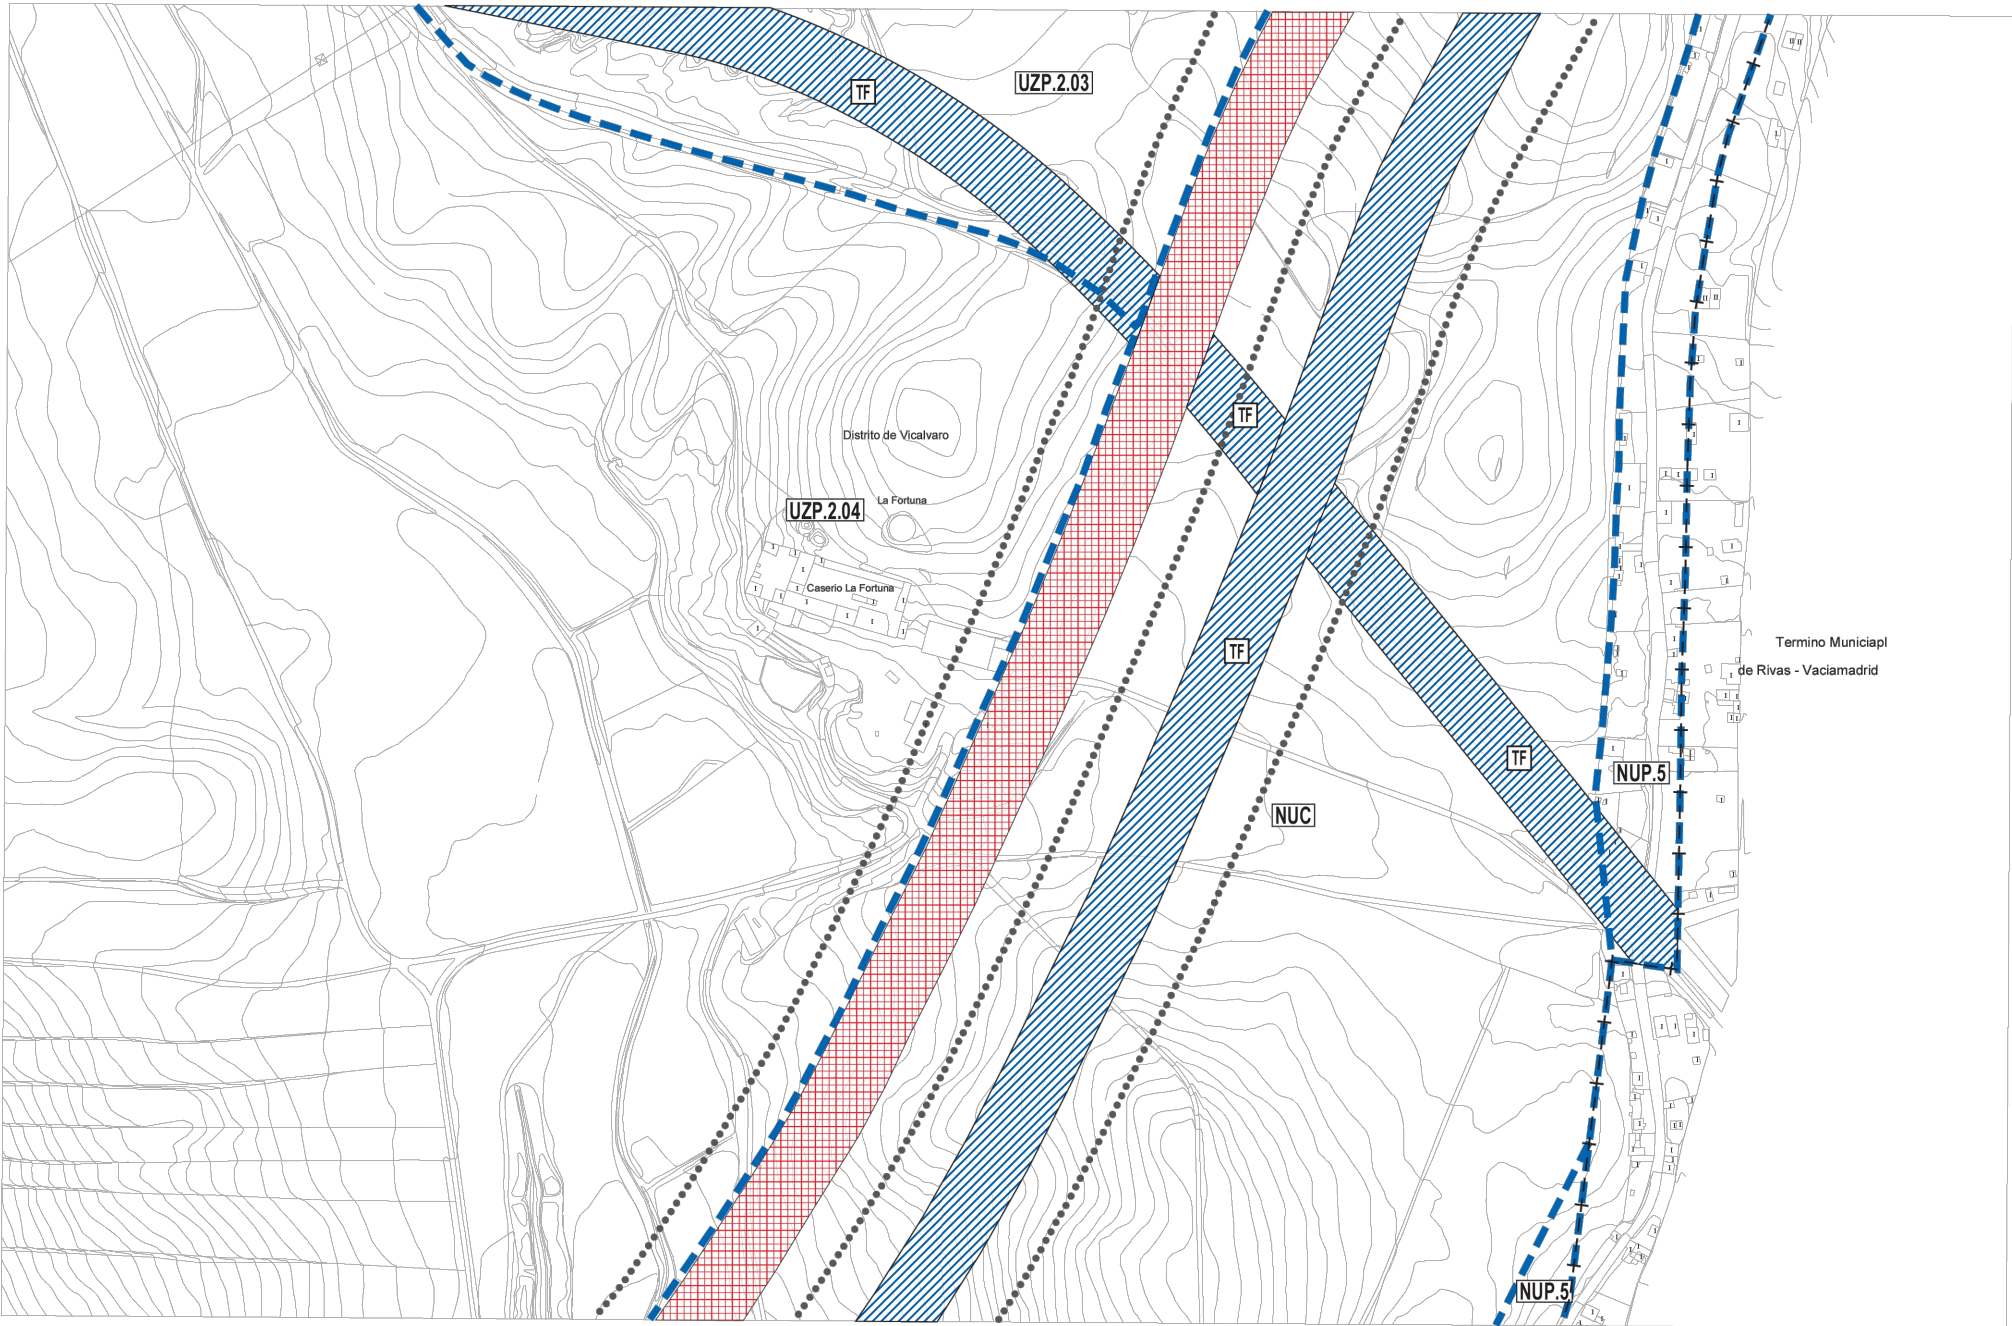 UZP.2.03
TF
TF
Distrito de Vicalvaro
La Fortuna
UZP.2.04
Caserio La Fortuna
TF
Termino Municiapl
de Rivas - Vaciamadrid
TF
NUP.5
NUC
NUP.5